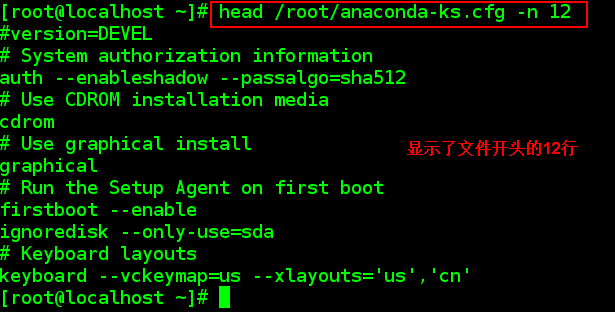 [root@localhost ~]# head /root/anaconda-ks.cfg -n 12
#version=DEVEL
# System authorization information
auth --enableshadow --passalgo=sha512
# Use CDROM installation media
cdrom
# Use graphical install
显示了文件开头的12行
graphical
# Run the Setup Agent on first boot
firstboot --enable
ignoredisk --only-use=sda
# Keyboard layouts
keyboard --vckeymap=us --xlayouts='us','cn'
[root@localhost ~]#